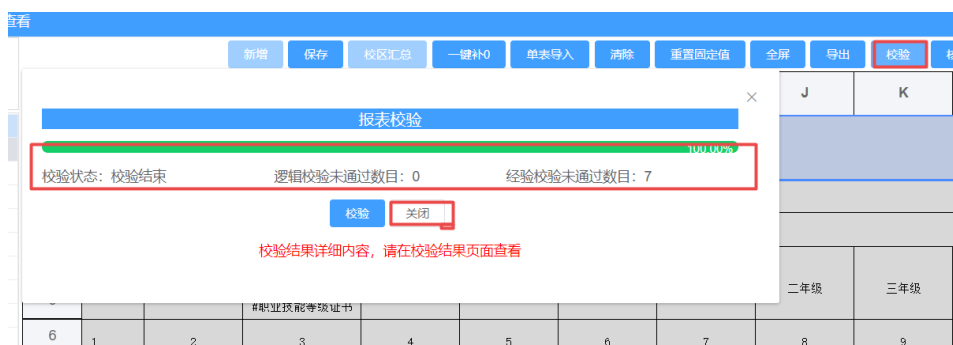 查看
新增 保存 校区汇总 一键补0 单表导入 清除 重置固定值 全屏 导出 校验
J K
报表校验
100.00%
校验状态：校验结束 逻辑校验未通过数目：0 经验校验未通过数目：7
校验 关闭
校验结果详细内容，请在校验结果页面查看
二年级 三年级
#职业技能等级证书
6 1 2 3 4 5 6 7 8 9